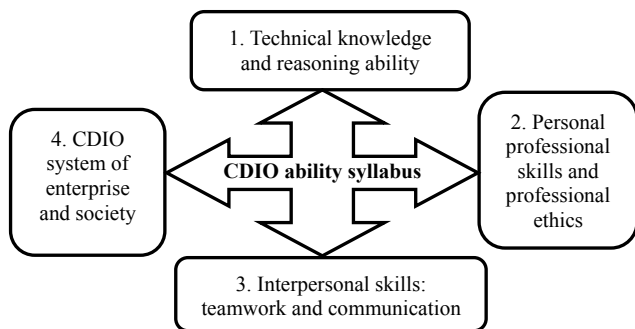 1. Technical knowledge
and reasoning ability
4. CDIO
system of
enterprise
and society
CDIO ability syllabus
2. Personal
professional
skills and
professional
ethics
3. Interpersonal skills:
teamwork and communication